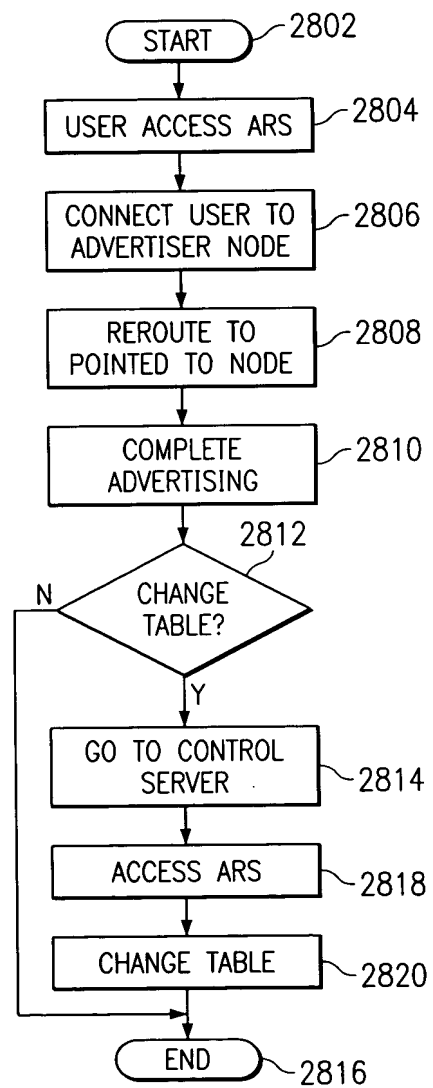 START
2802
USER ACCESS ARS
2804
CONNECT USER TO
ADVERTISER NODE
2806
REROUTE TO
POINTED TO NODE
2808
COMPLETE
ADVERTISING
2810
2812
N
CHANGE
TABLE?
Y
GO TO CONTROL
SERVER
2814
ACCESS ARS
2818
CHANGE TABLE
2820
END
2816